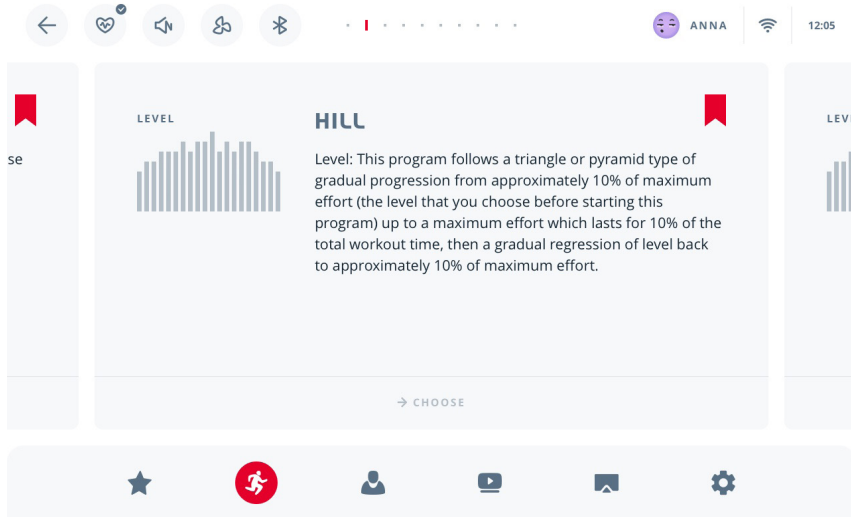 ANNA
12:05
se
LEVEL
HILL
Level: This program follows a triangle or pyramid type of
gradual progression from approximately 10% of maximum
effort (the level that you choose before starting this
program) up to a maximum effort which lasts for 10% of the
total workout time, then a gradual regression of level back
to approximately 10% of maximum effort.
CHOOSE
LEV